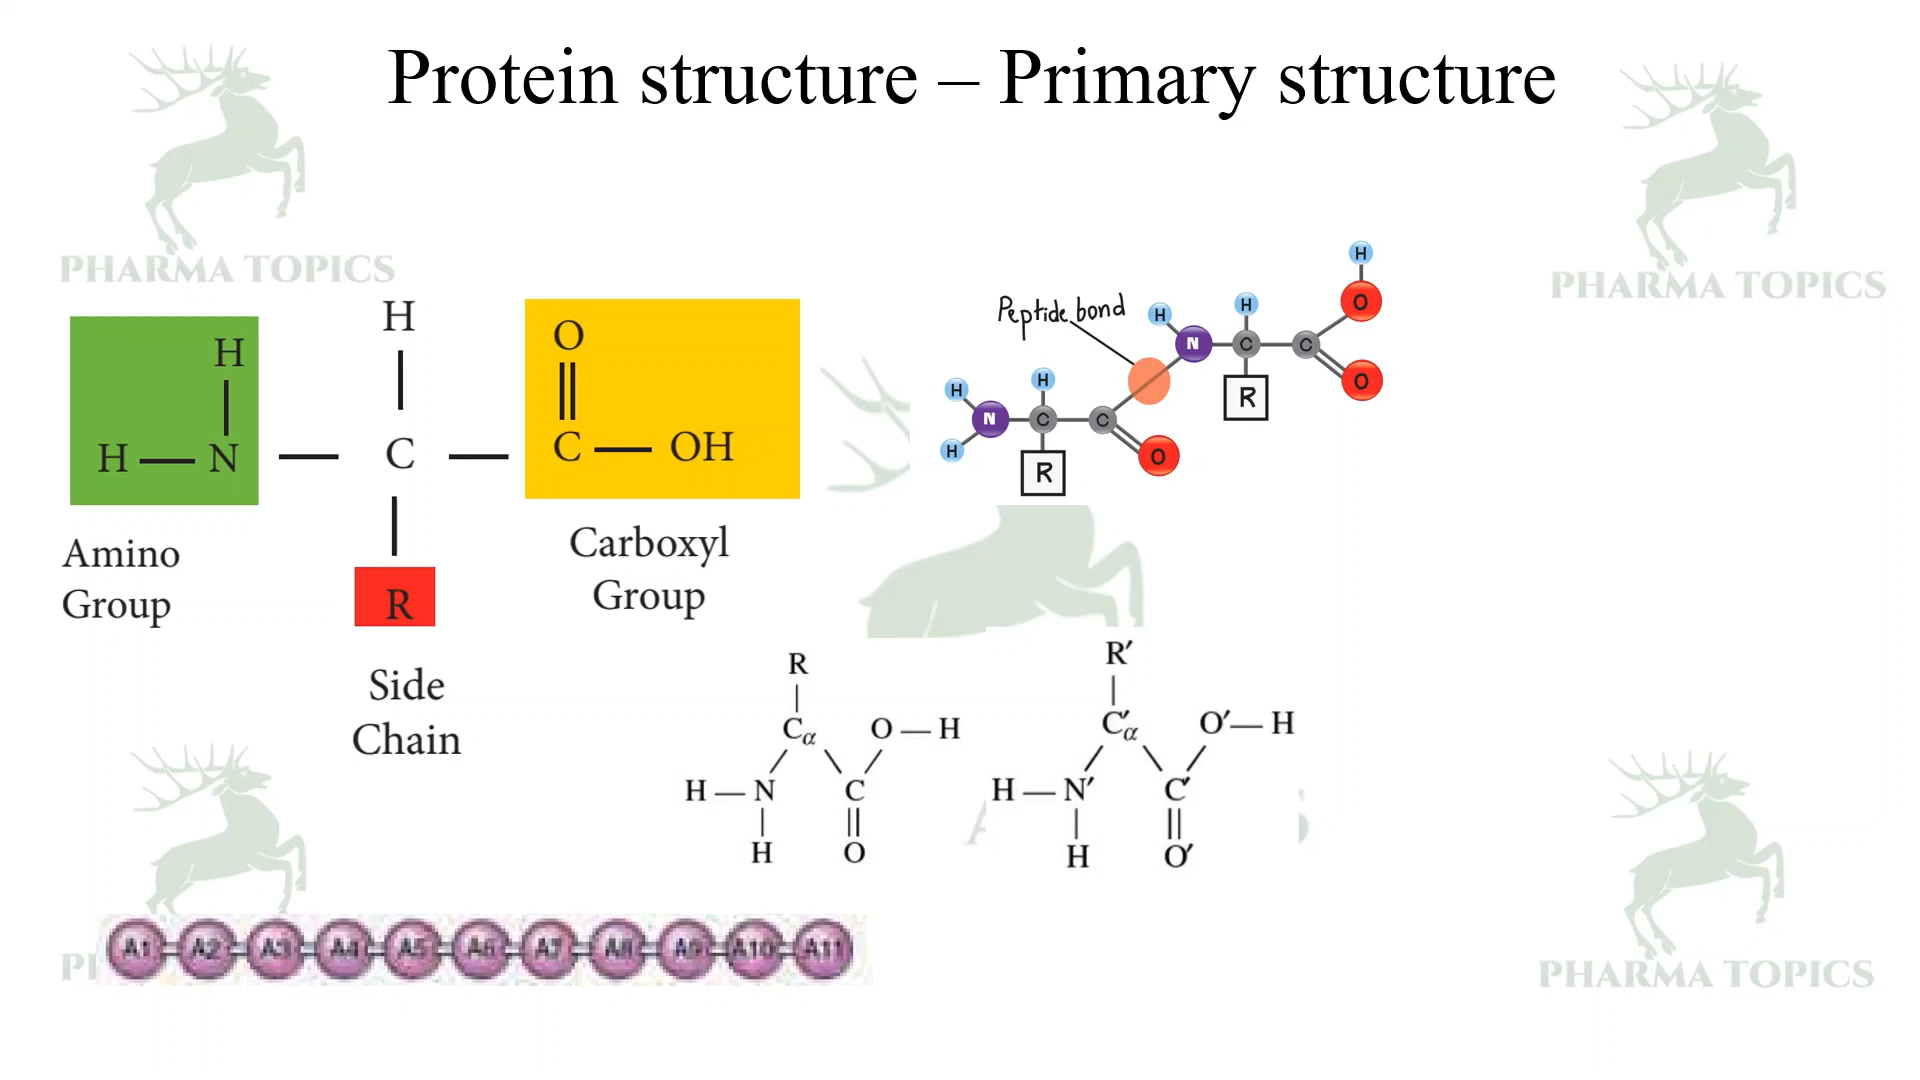 Protein structure – Primary structure
PHARMA TOPICS
PHARMA TOPICS
H
H
H — N
C
O
C — OH
R
Amino
Group
Carboxyl
Group
Side
Chain
Peptide bond
H
H
H
O
N
C
C
O
R
H
H
N
C
C
H
O
R
R
Cα
O — H
H — N
C
H
O
R′
C′α
O′ — H
H — N′
C′
H
O′
A1 A2 A3 A4 A5 A6 A7 A8 A9 A10 A11
PHARMA TOPICS